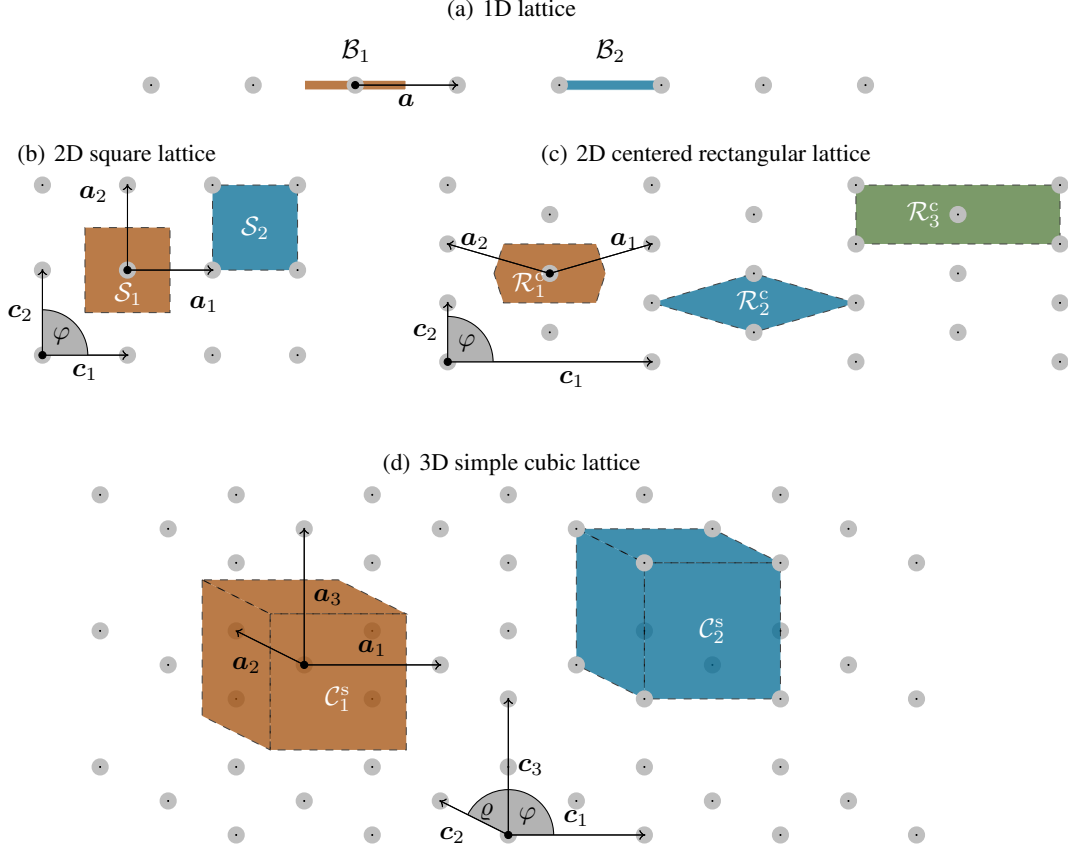 (a) 1D lattice
ℬ₁ ℬ₂
𝒂
(b) 2D square lattice
𝒂₂
𝒮₂
𝒮₁
𝒂₁
𝒄₂
φ
𝒄₁
(c) 2D centered rectangular lattice
ℛ₃ᶜ
𝒂₂ 𝒂₁
ℛ₁ᶜ
ℛ₂ᶜ
𝒄₂
φ
𝒄₁
(d) 3D simple cubic lattice
𝒂₃
𝒂₁
𝒂₂
𝒞₁ˢ
𝒞₂ˢ
𝒄₃
ϱ φ
𝒄₁
𝒄₂